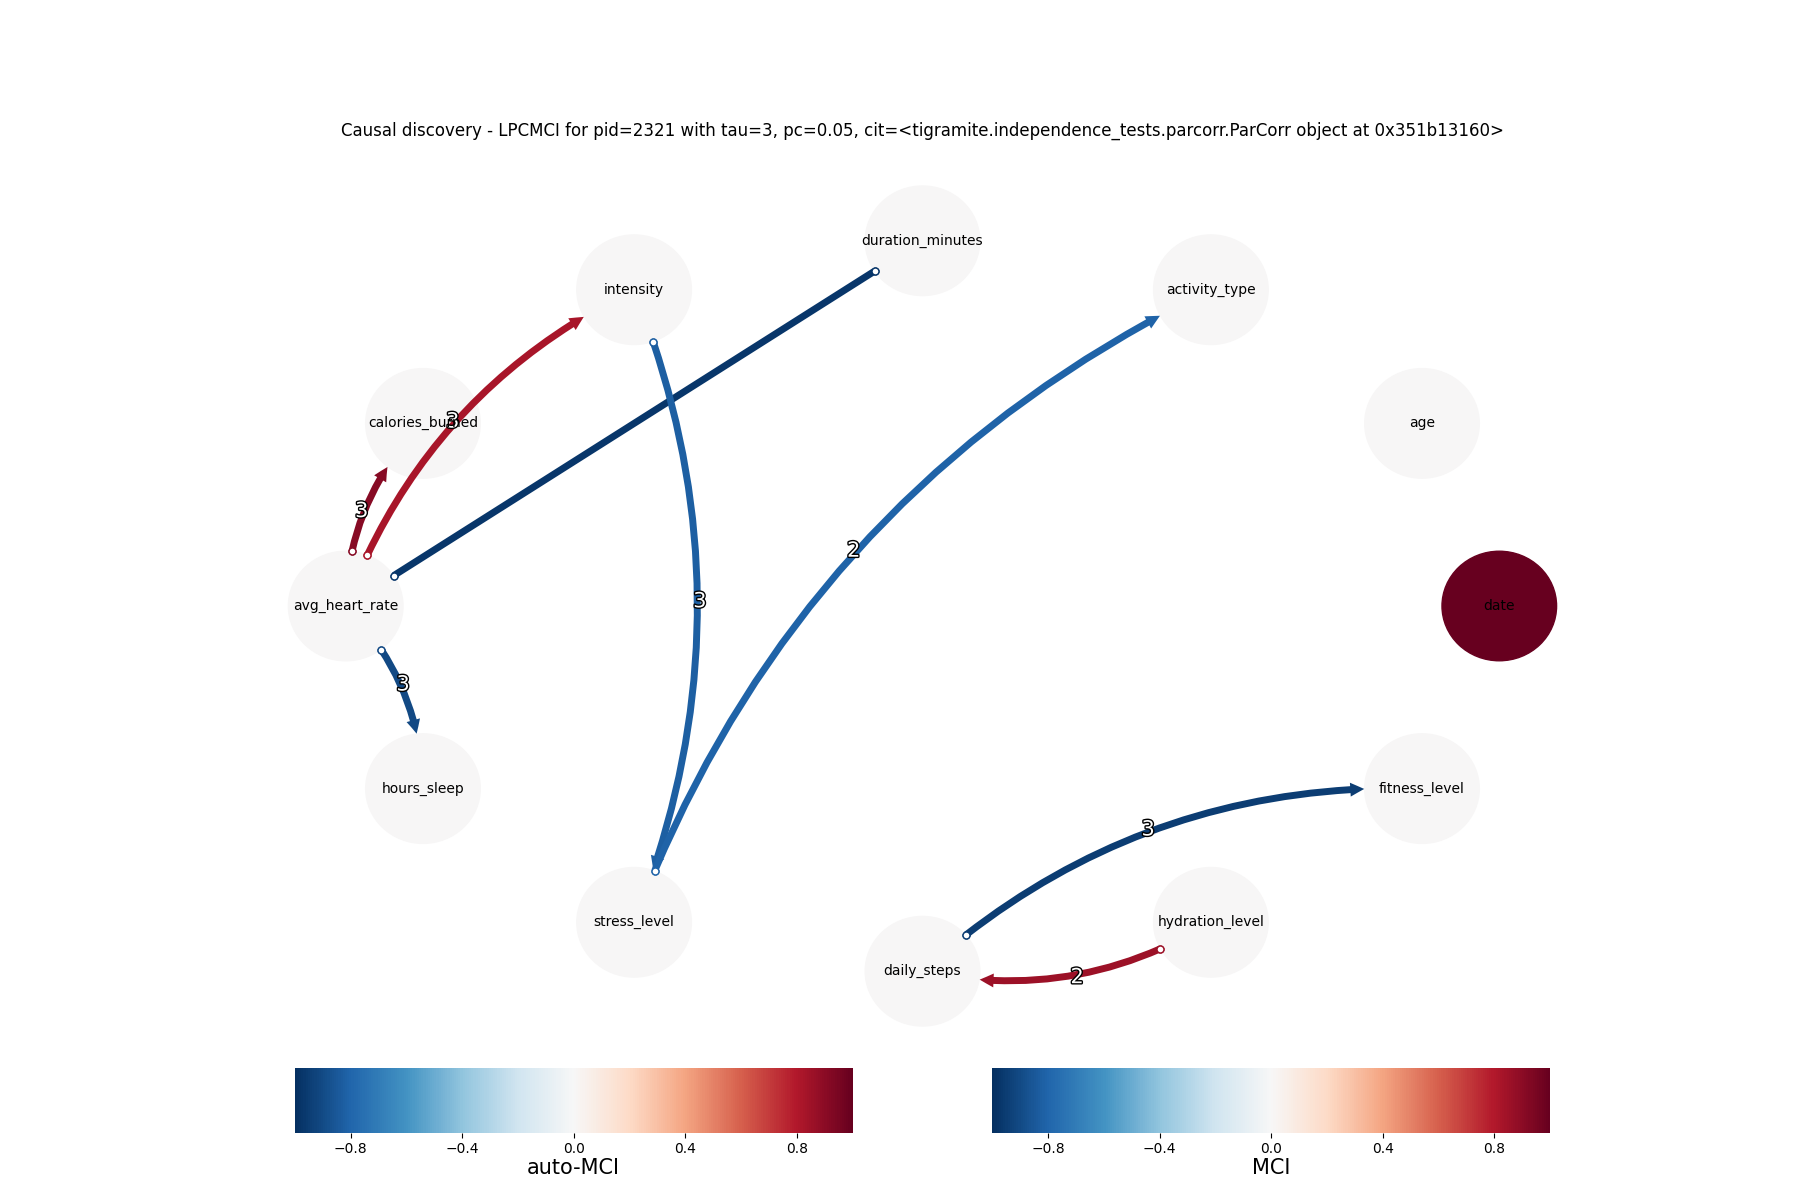 Causal discovery - LPCMCI for pid=2321 with tau=3, pc=0.05, cit=<tigramite.independence_tests.parcorr.ParCorr object at 0x351b13160>
duration_minutes
intensity
activity_type
calories_burned
3
age
3
2
3
avg_heart_rate
date
3
hours_sleep
fitness_level
3
stress_level
hydration_level
daily_steps
2
−0.8 −0.4 0.0 0.4 0.8
auto-MCI
−0.8 −0.4 0.0 0.4 0.8
MCI